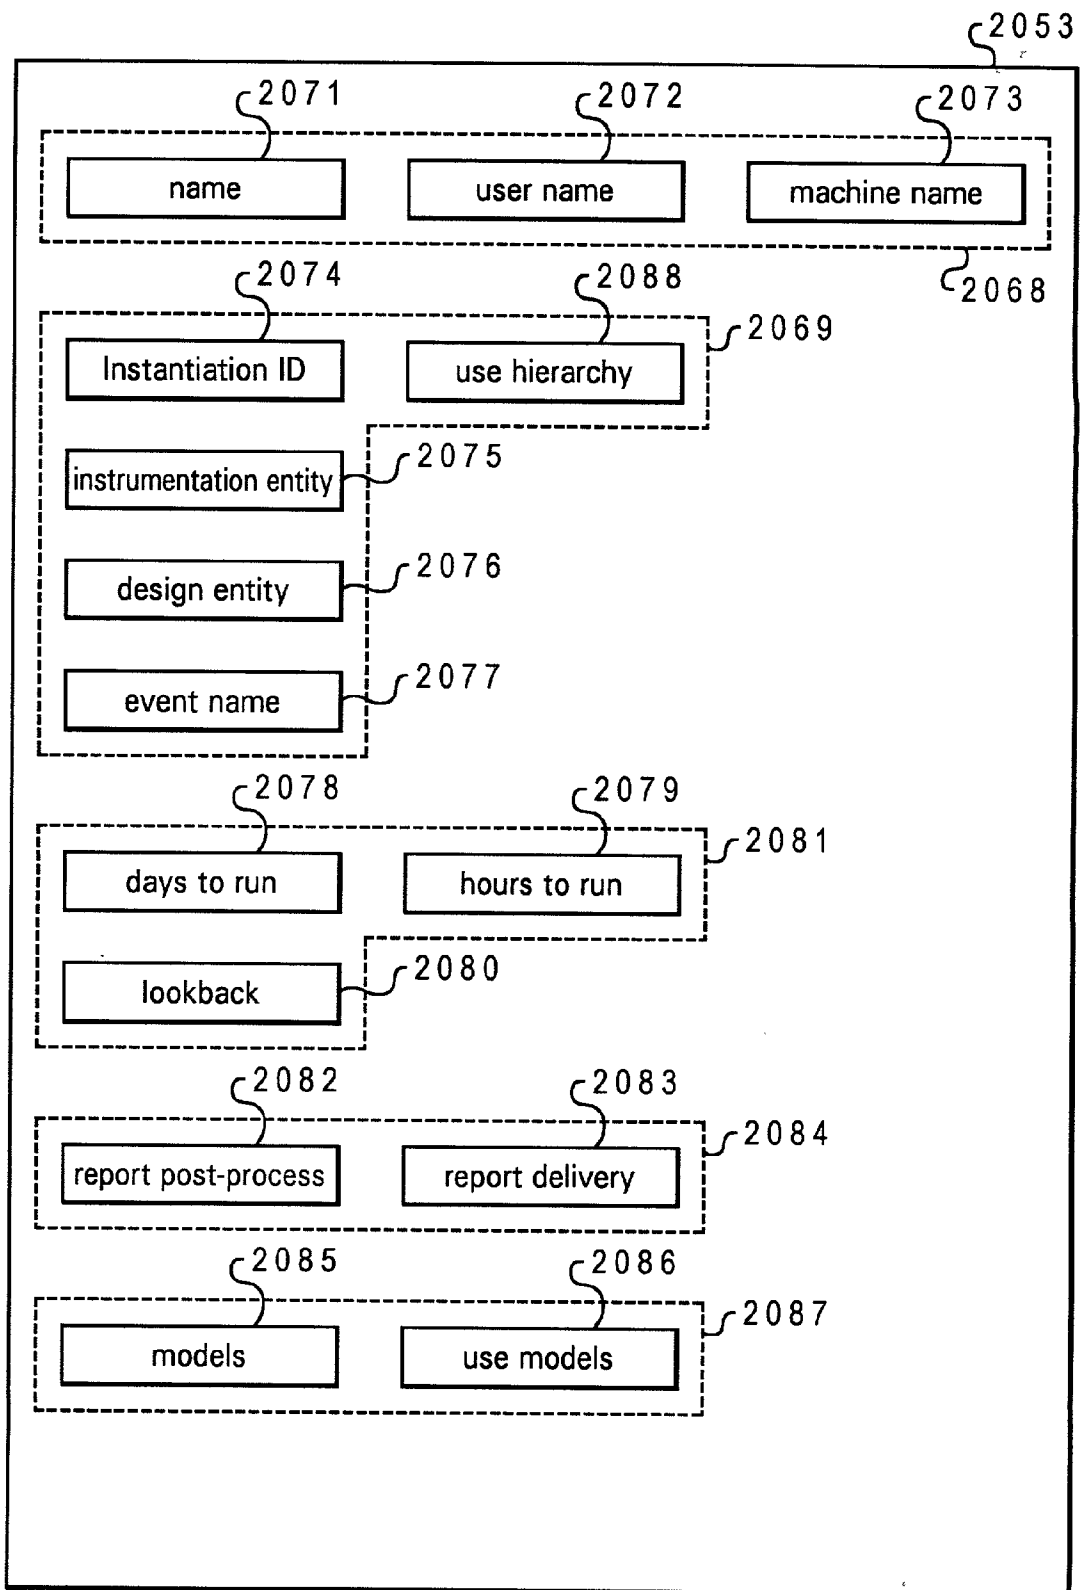 2053
2071 2072 2073
name user name machine name
2068
2074 2088
2069
Instantiation ID use hierarchy
instrumentation entity 2075
design entity 2076
event name 2077
2078 2079
2081
days to run hours to run
lookback 2080
2082 2083
2084
report post-process report delivery
2085 2086
2087
models use models